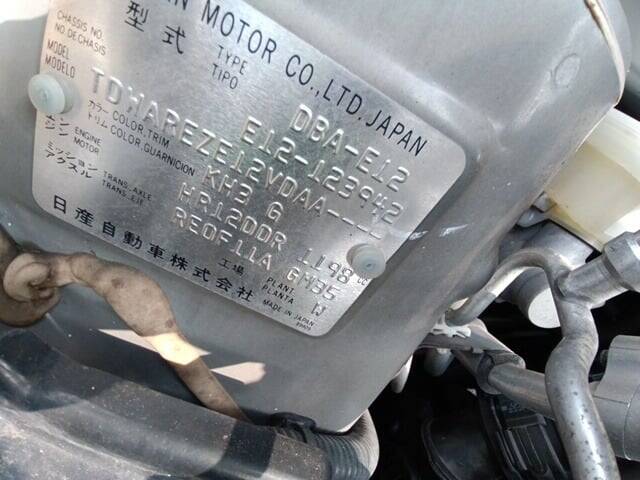 N MOTOR CO.,LTD.JAPAN
型式 TYPE TIPO DBA-E12
CHASSIS NO. NO.DE CHASIS E12-123942
MODEL MODELO TDWAREZE12VDAA----
カラー COLOR,TRIM トリム COLOR,GUARNICION KH3 G
エンジン ENGINE MOTOR HR12DDR 1198 CC
ミッション アクスル TRANS.AXLE TRANS.EJE RE0F11A GM35
工場 PLANT PLANTA W
日産自動車株式会社 MADE IN JAPAN